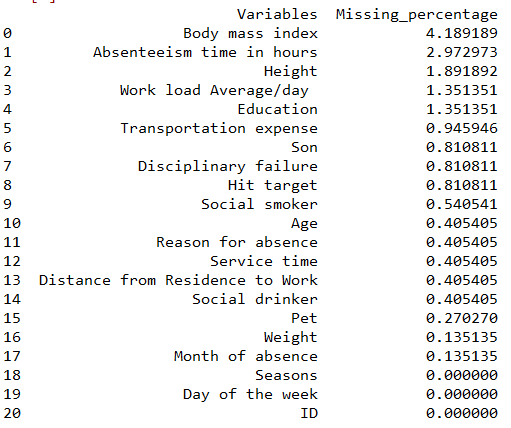 Variables Missing_percentage
0 Body mass index 4.189189
1 Absenteeism time in hours 2.972973
2 Height 1.891892
3 Work load Average/day 1.351351
4 Education 1.351351
5 Transportation expense 0.945946
6 Son 0.810811
7 Disciplinary failure 0.810811
8 Hit target 0.810811
9 Social smoker 0.540541
10 Age 0.405405
11 Reason for absence 0.405405
12 Service time 0.405405
13 Distance from Residence to Work 0.405405
14 Social drinker 0.405405
15 Pet 0.270270
16 Weight 0.135135
17 Month of absence 0.135135
18 Seasons 0.000000
19 Day of the week 0.000000
20 ID 0.000000